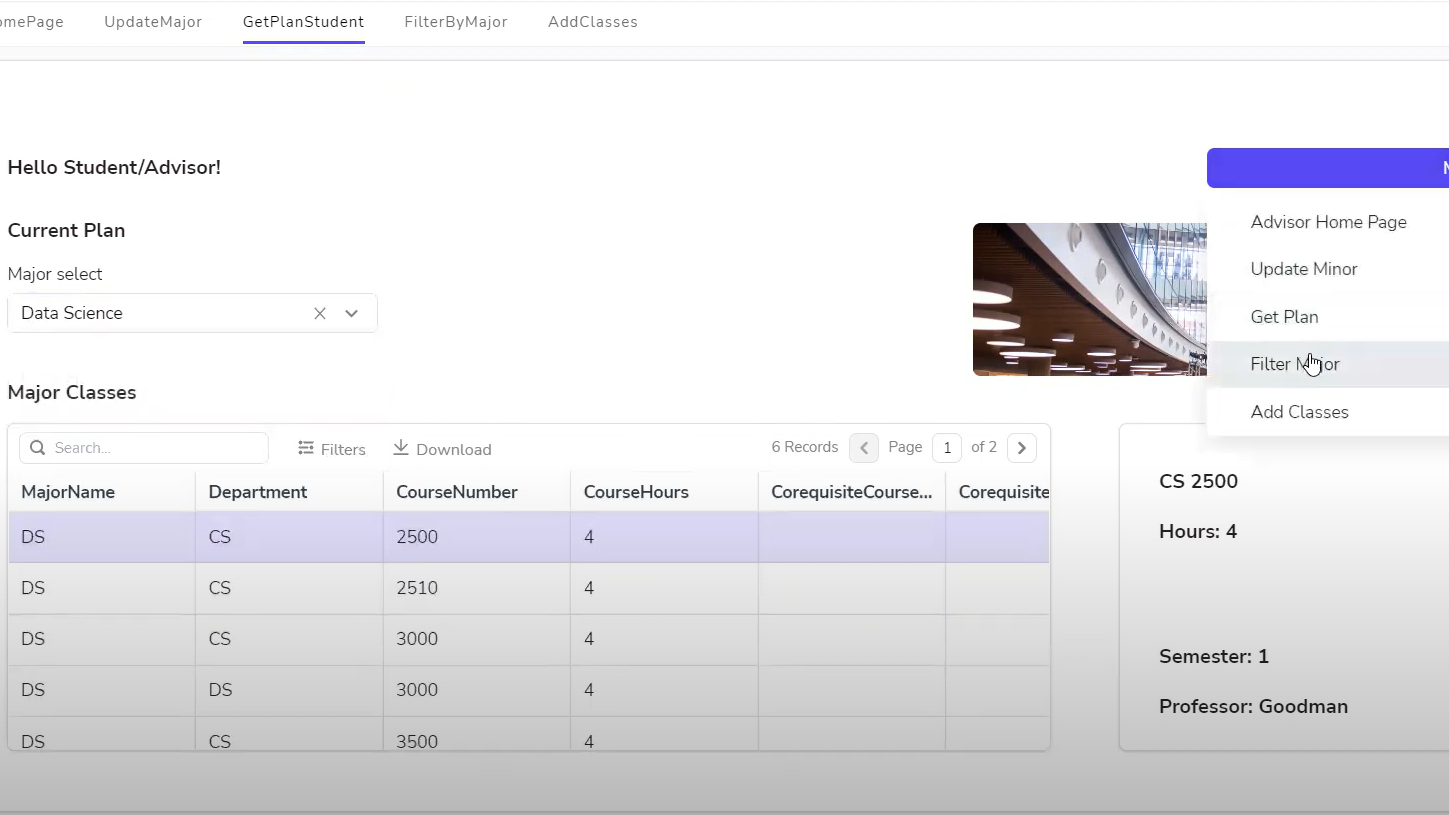 omePage UpdateMajor GetPlanStudent FilterByMajor AddClasses
Hello Student/Advisor!
Advisor Home Page
Current Plan
Update Minor
Major select
Data Science
Get Plan
Filter Major
Major Classes
Add Classes
Search... Filters Download 6 Records Page 1 of 2
MajorName Department CourseNumber CourseHours CorequisiteCourse... Corequisite
DS CS 2500 4
DS CS 2510 4
DS CS 3000 4
DS DS 3000 4
DS CS 3500 4
CS 2500
Hours: 4
Semester: 1
Professor: Goodman